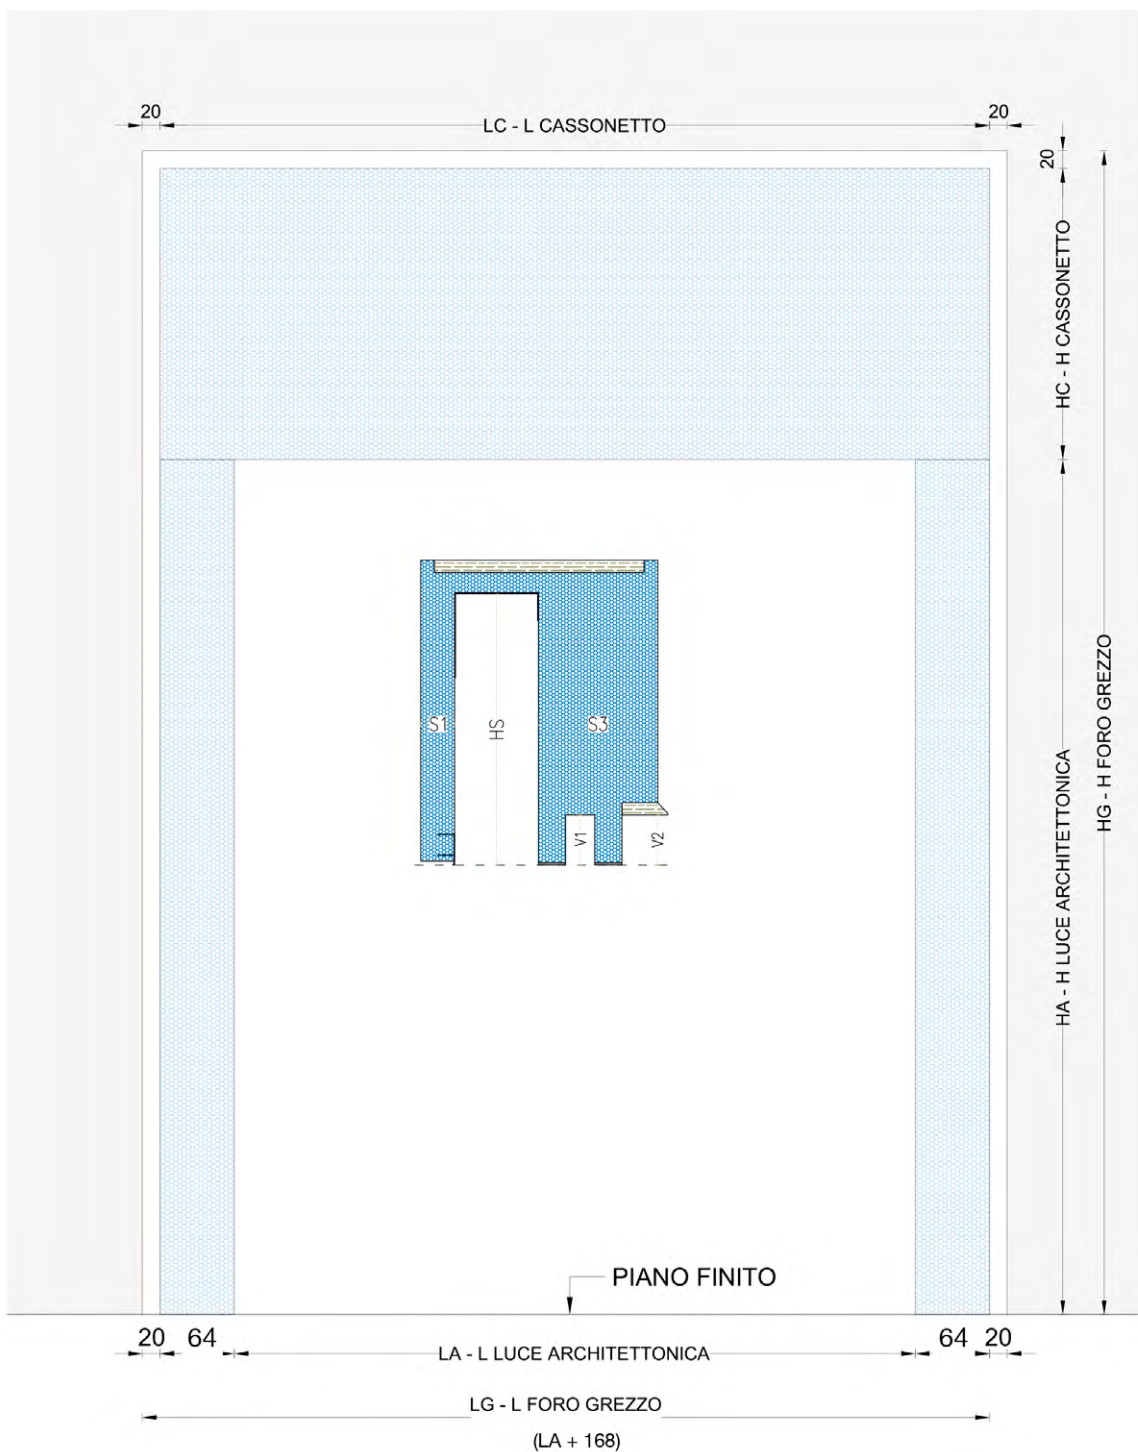 20
20
LC - L CASSONETTO
20
HC - H CASSONETTO
HG - H FORO GREZZO
HA - H LUCE ARCHITETTONICA
S1
HS
S3
V1
V2
PIANO FINITO
20 64
64 20
LA - L LUCE ARCHITETTONICA
LG - L FORO GREZZO
(LA + 168)